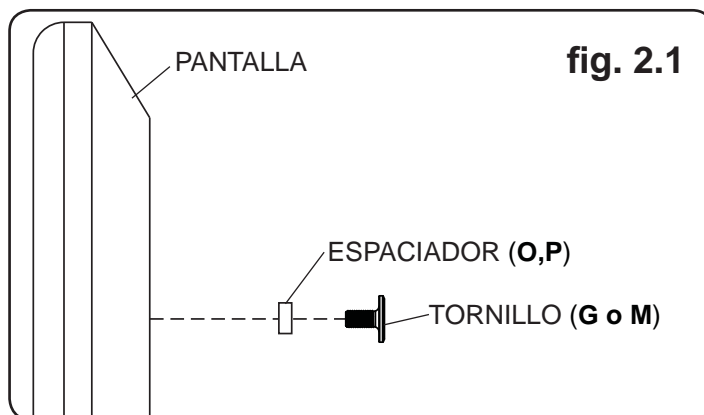 fig. 2.1
PANTALLA
ESPACIADOR (O,P)
TORNILLO (G o M)